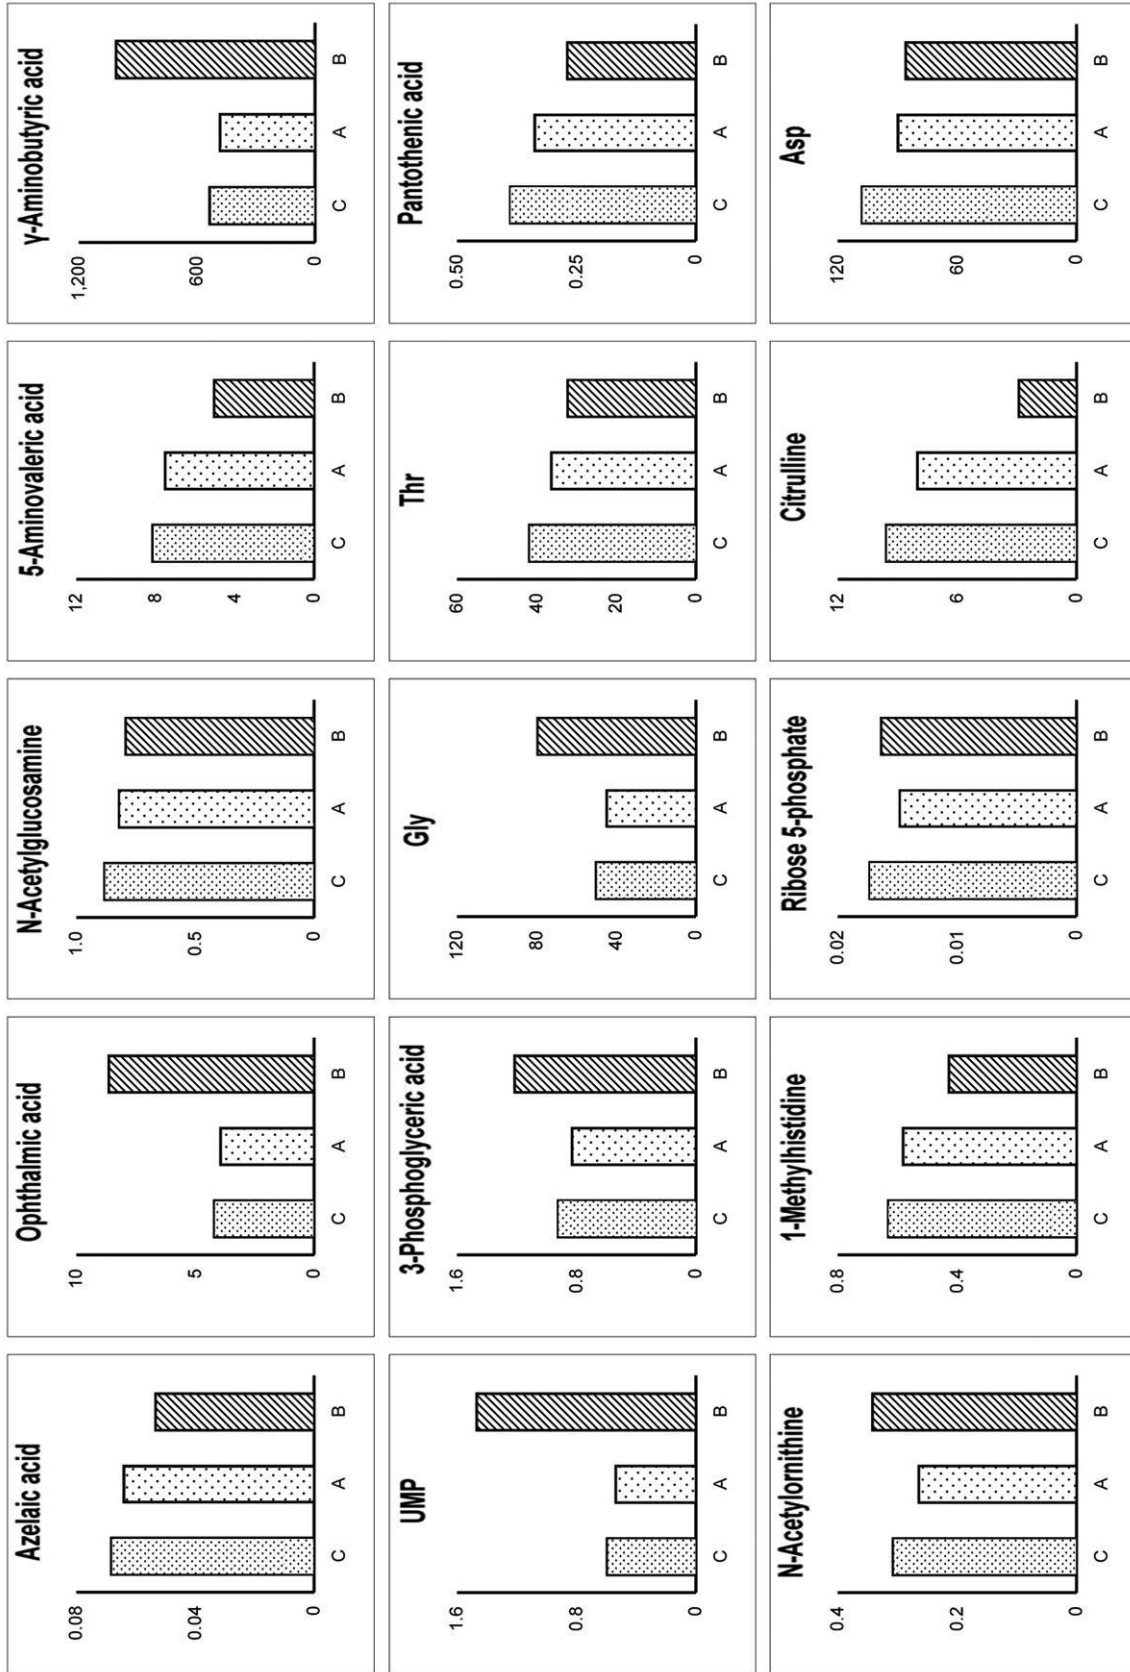 Azelaic acid
0.08
0.04
0
C A B
Ophthalmic acid
10
5
0
C A B
N-Acetylglucosamine
1.0
0.5
0
C A B
5-Aminovaleric acid
12
8
4
0
C A B
γ-Aminobutyric acid
1,200
600
0
C A B
UMP
1.6
0.8
0
C A B
3-Phosphoglyceric acid
1.6
0.8
0
C A B
Gly
120
80
40
0
C A B
Thr
60
40
20
0
C A B
Pantothenic acid
0.50
0.25
0
C A B
N-Acetylornithine
0.4
0.2
0
C A B
1-Methylhistidine
0.8
0.4
0
C A B
Ribose 5-phosphate
0.02
0.01
0
C A B
Citrulline
12
6
0
C A B
Asp
120
60
0
C A B